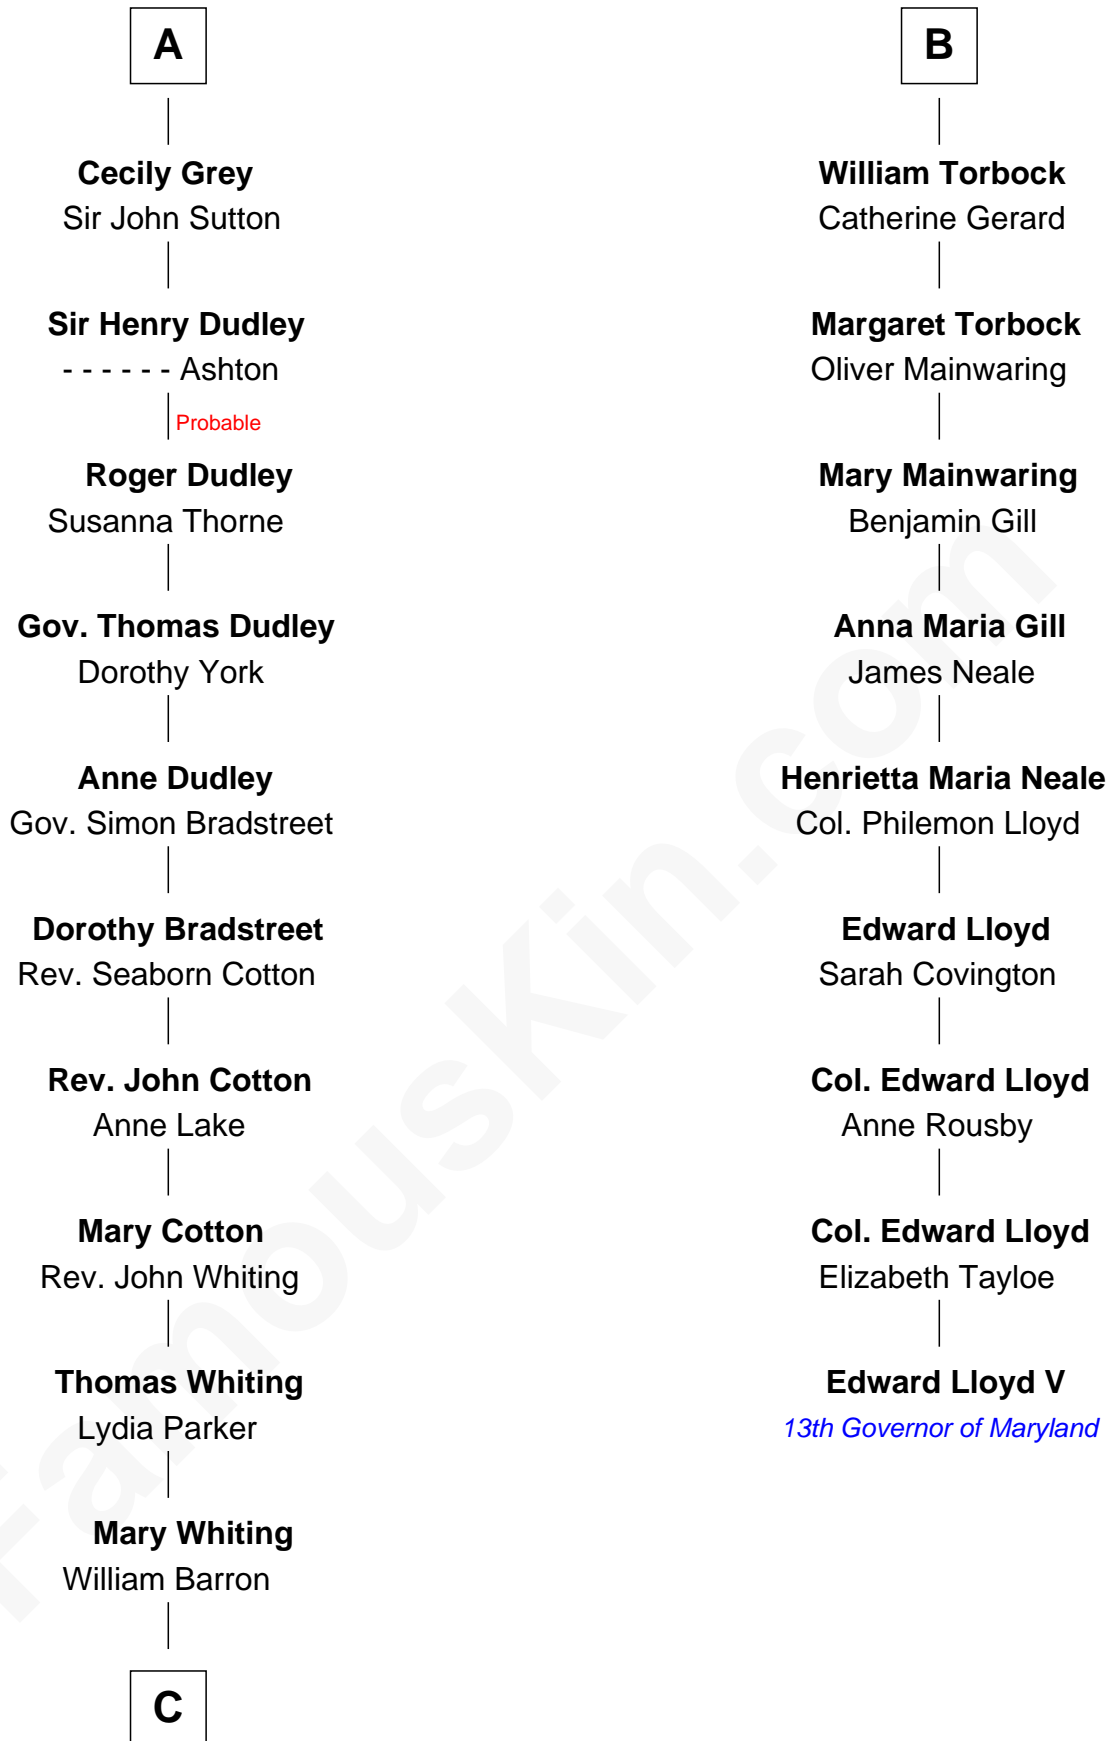 A
Cecily Grey
Sir John Sutton
Sir Henry Dudley
- - - - - - Ashton
Probable
Roger Dudley
Susanna Thorne
Gov. Thomas Dudley
Dorothy York
Anne Dudley
Gov. Simon Bradstreet
Dorothy Bradstreet
Rev. Seaborn Cotton
Rev. John Cotton
Anne Lake
Mary Cotton
Rev. John Whiting
Thomas Whiting
Lydia Parker
Mary Whiting
William Barron
C
B
William Torbock
Catherine Gerard
Margaret Torbock
Oliver Mainwaring
Mary Mainwaring
Benjamin Gill
Anna Maria Gill
James Neale
Henrietta Maria Neale
Col. Philemon Lloyd
Edward Lloyd
Sarah Covington
Col. Edward Lloyd
Anne Rousby
Col. Edward Lloyd
Elizabeth Tayloe
Edward Lloyd V
13th Governor of Maryland
FamousKin.com